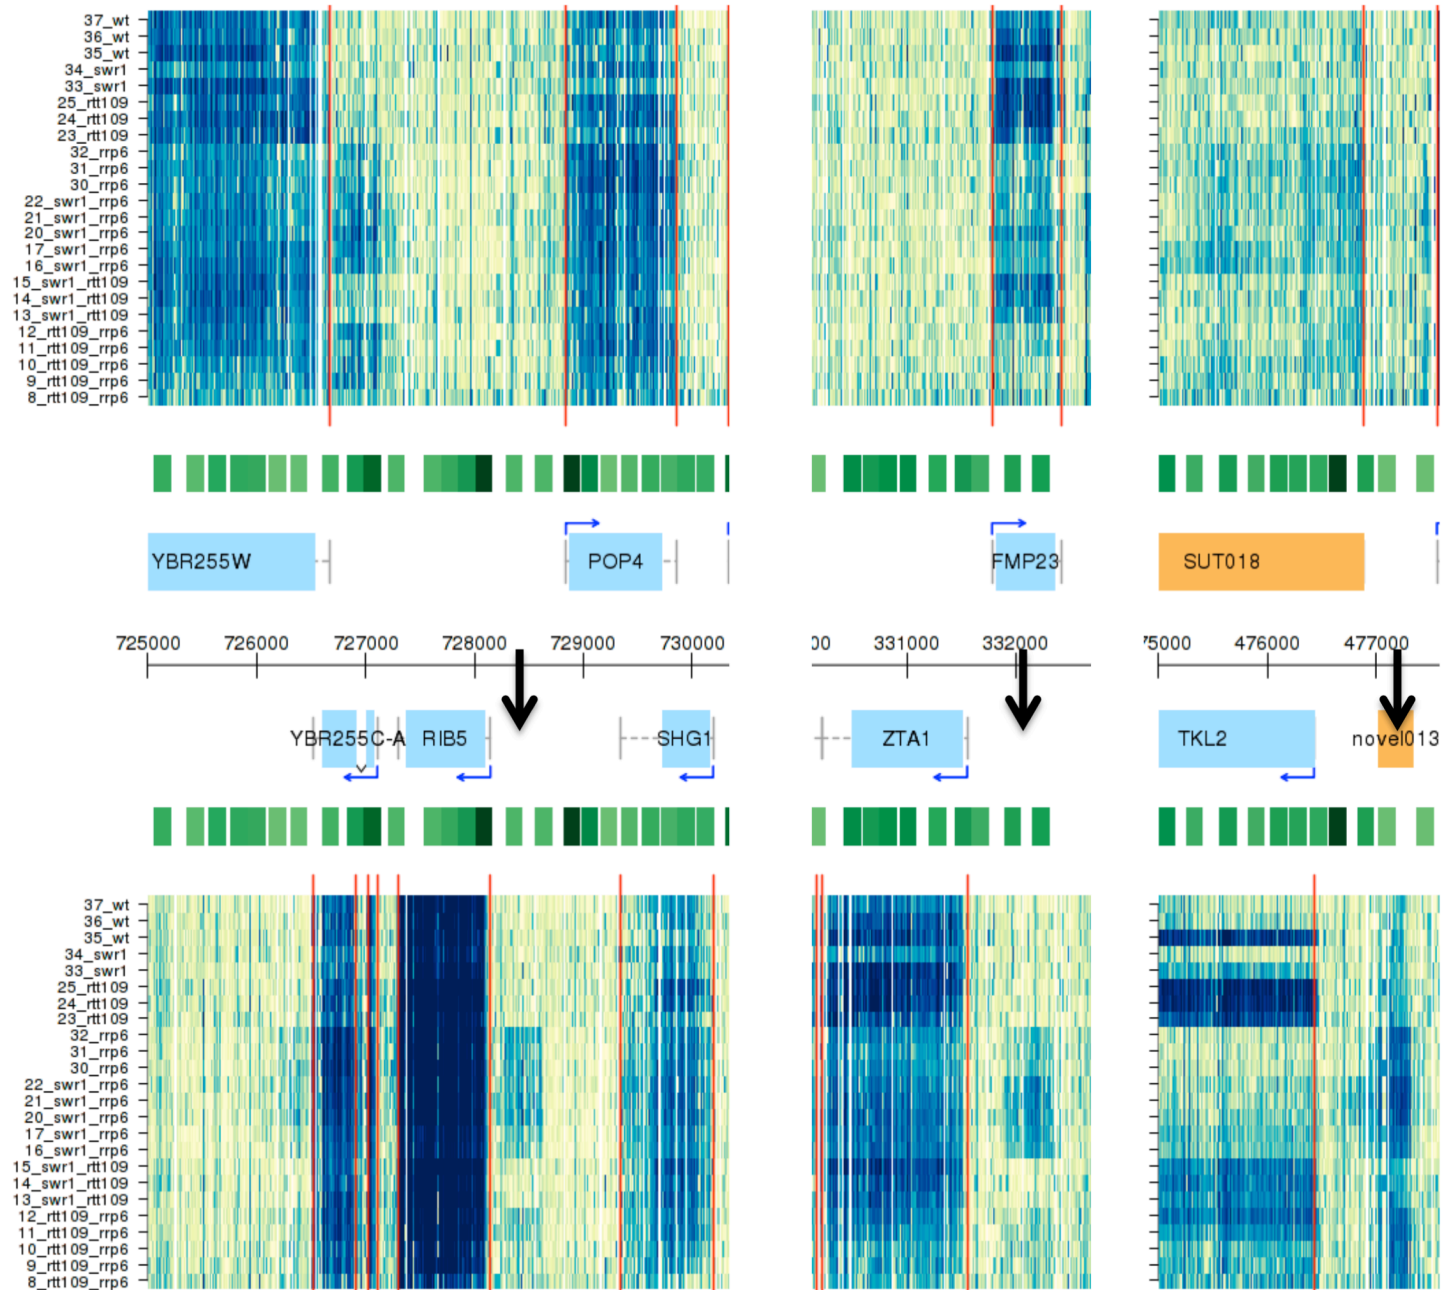 37_wt
36_wt
35_wt
34_swr1
33_swr1
25_rtt109
24_rtt109
23_rtt109
32_rrp6
31_rrp6
30_rrp6
22_swr1_rrp6
21_swr1_rrp6
20_swr1_rrp6
17_swr1_rrp6
16_swr1_rrp6
15_swr1_rtt109
14_swr1_rtt109
13_swr1_rtt109
12_rtt109_rrp6
11_rtt109_rrp6
10_rtt109_rrp6
9_rtt109_rrp6
8_rtt109_rrp6
YBR255W POP4 FMP23 SUT018
725000 726000 727000 728000 729000 730000 00 331000 332000 75000 476000 477000
YBR255C-A RIB5 SHG1 ZTA1 TKL2 novel013
37_wt
36_wt
35_wt
34_swr1
33_swr1
25_rtt109
24_rtt109
23_rtt109
32_rrp6
31_rrp6
30_rrp6
22_swr1_rrp6
21_swr1_rrp6
20_swr1_rrp6
17_swr1_rrp6
16_swr1_rrp6
15_swr1_rtt109
14_swr1_rtt109
13_swr1_rtt109
12_rtt109_rrp6
11_rtt109_rrp6
10_rtt109_rrp6
9_rtt109_rrp6
8_rtt109_rrp6